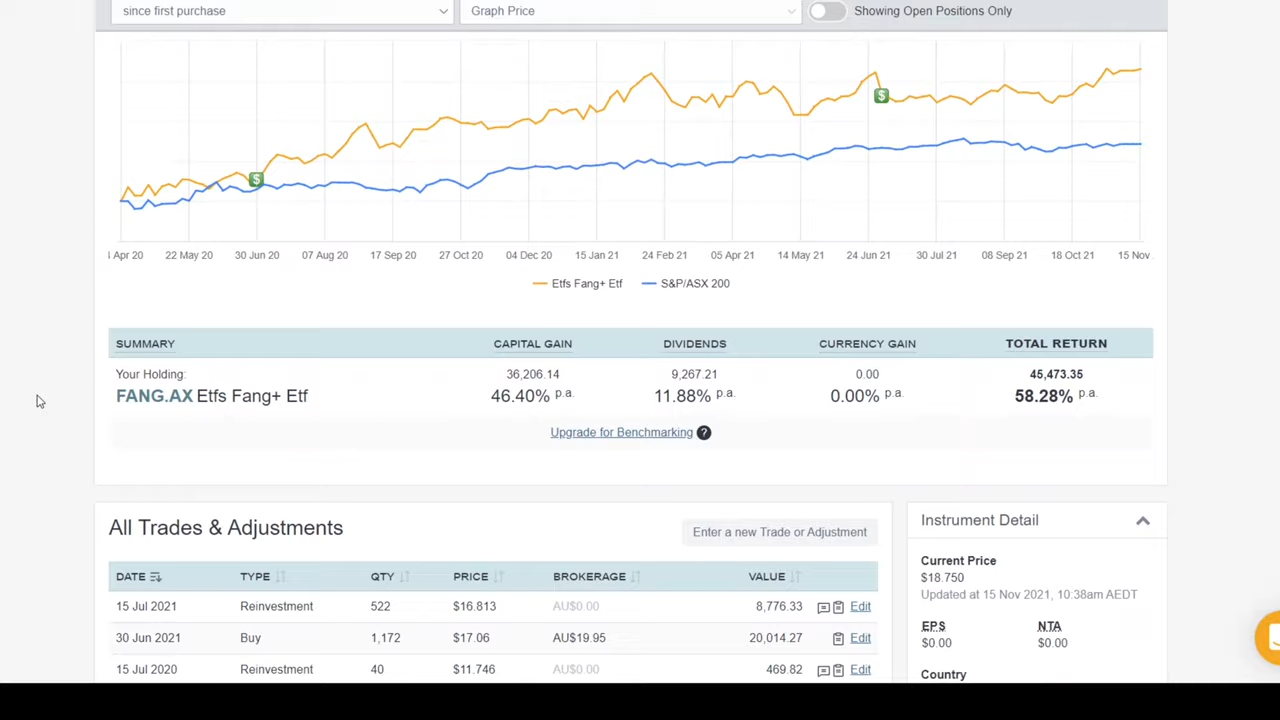 since first purchase Graph Price Showing Open Positions Only
$ $
Apr 20 22 May 20 30 Jun 20 07 Aug 20 17 Sep 20 27 Oct 20 04 Dec 20 15 Jan 21 24 Feb 21 05 Apr 21 14 May 21 24 Jun 21 30 Jul 21 08 Sep 21 18 Oct 21 15 Nov
Etfs Fang+ Etf S&P/ASX 200
SUMMARY CAPITAL GAIN DIVIDENDS CURRENCY GAIN TOTAL RETURN
Your Holding: 36,206.14 9,267.21 0.00 45,473.35
FANG.AX Etfs Fang+ Etf 46.40% p.a. 11.88% p.a. 0.00% p.a. 58.28% p.a.
Upgrade for Benchmarking ?
All Trades & Adjustments Enter a new Trade or Adjustment
DATE TYPE QTY PRICE BROKERAGE VALUE
15 Jul 2021 Reinvestment 522 $16.813 AU$0.00 8,776.33 Edit
30 Jun 2021 Buy 1,172 $17.06 AU$19.95 20,014.27 Edit
15 Jul 2020 Reinvestment 40 $11.746 AU$0.00 469.82 Edit
Instrument Detail
Current Price
$18.750
Updated at 15 Nov 2021, 10:38am AEDT
EPS NTA
$0.00 $0.00
Country